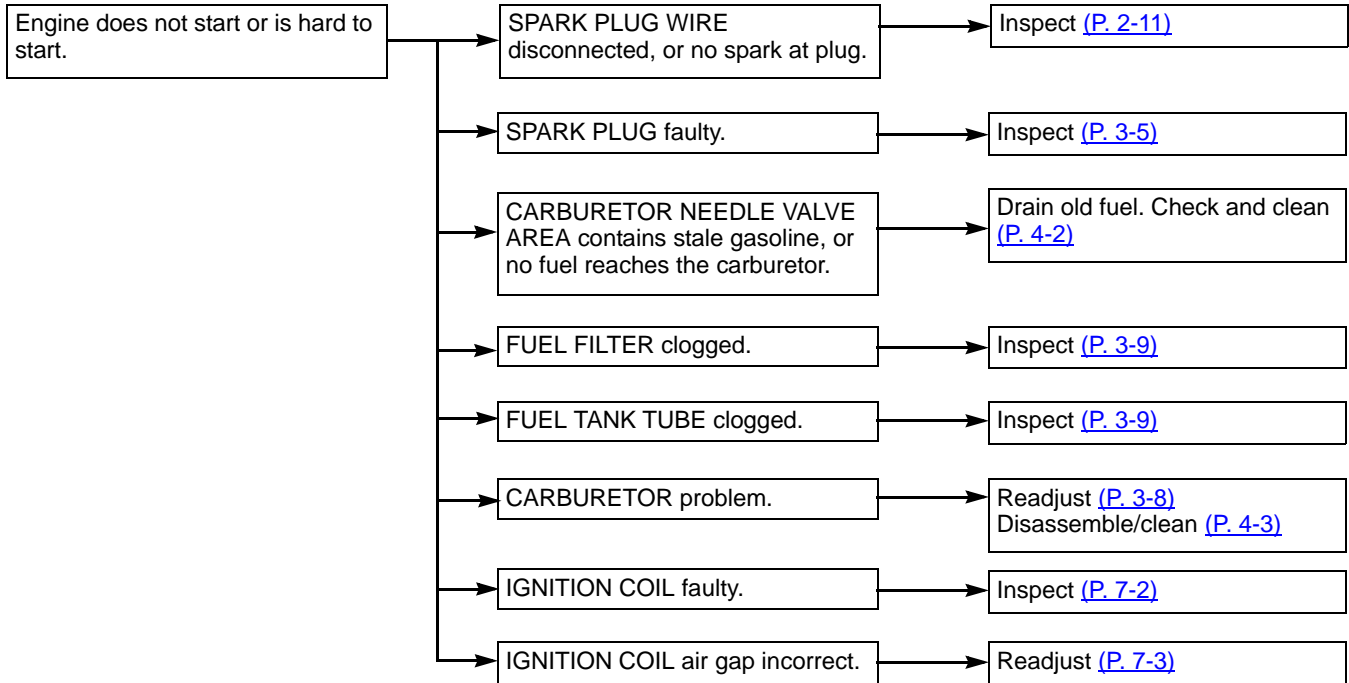 Engine does not start or is hard to
start.
SPARK PLUG WIRE
disconnected, or no spark at plug.
Inspect (P. 2-11)
SPARK PLUG faulty.
Inspect (P. 3-5)
CARBURETOR NEEDLE VALVE
AREA contains stale gasoline, or
no fuel reaches the carburetor.
Drain old fuel. Check and clean
(P. 4-2)
FUEL FILTER clogged.
Inspect (P. 3-9)
FUEL TANK TUBE clogged.
Inspect (P. 3-9)
CARBURETOR problem.
Readjust (P. 3-8)
Disassemble/clean (P. 4-3)
IGNITION COIL faulty.
Inspect (P. 7-2)
IGNITION COIL air gap incorrect.
Readjust (P. 7-3)